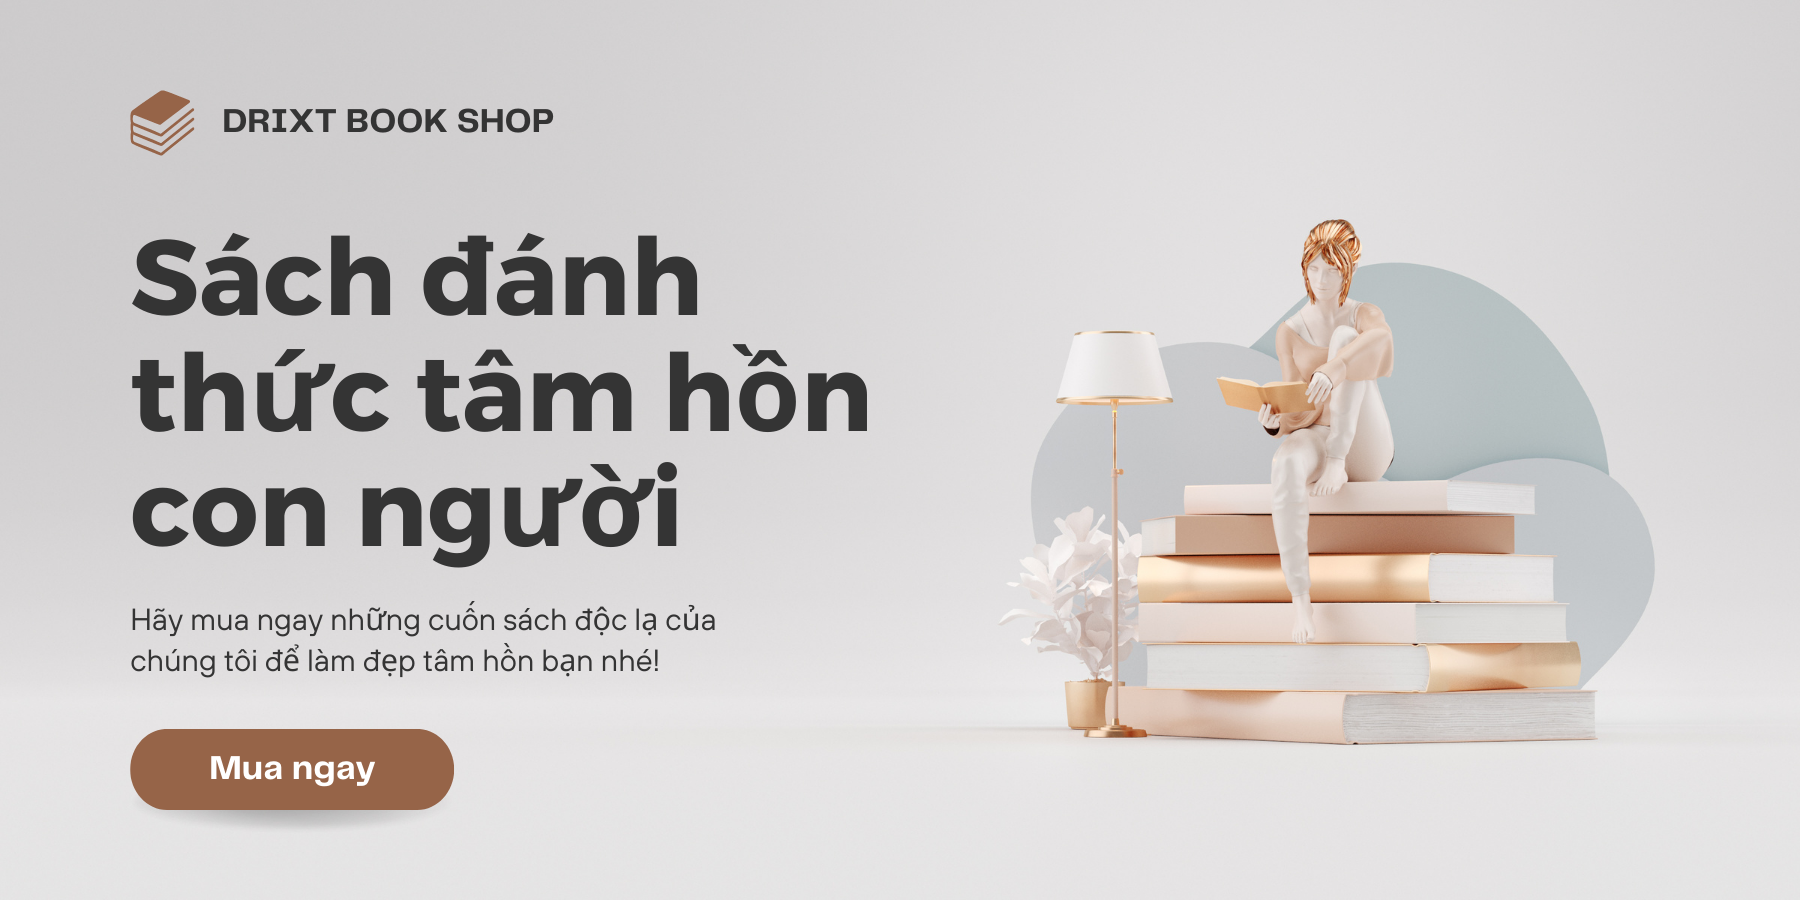 DRIXT BOOK SHOP
Sách đánh
thức tâm hồn
con người
Hãy mua ngay những cuốn sách độc lạ của
chúng tôi để làm đẹp tâm hồn bạn nhé!
Mua ngay